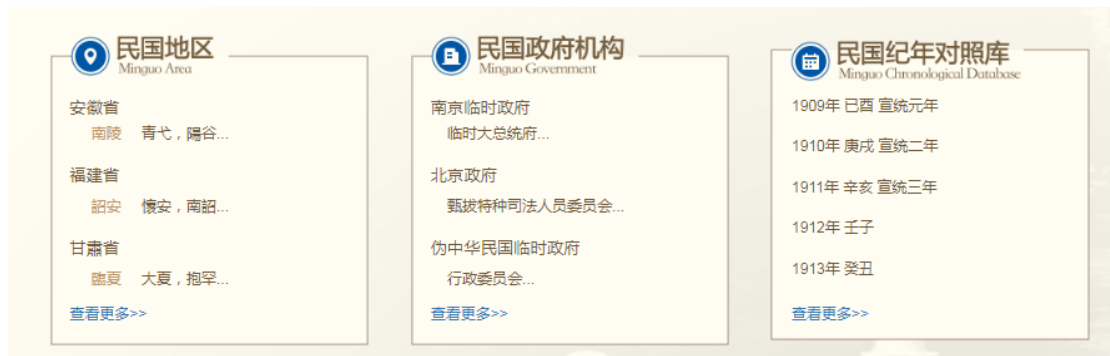 民国地区
Minguo Area
安徽省
南陵 青弋，陽谷...
福建省
詔安 懷安，南詔...
甘肅省
臨夏 大夏，抱罕...
查看更多>>
民国政府机构
Minguo Government
南京临时政府
临时大总统府...
北京政府
甄拔特种司法人员委员会...
伪中华民国临时政府
行政委员会...
查看更多>>
民国纪年对照库
Minguo Chronological Database
1909年 已酉 宣统元年
1910年 庚戌 宣统二年
1911年 辛亥 宣统三年
1912年 壬子
1913年 癸丑
查看更多>>